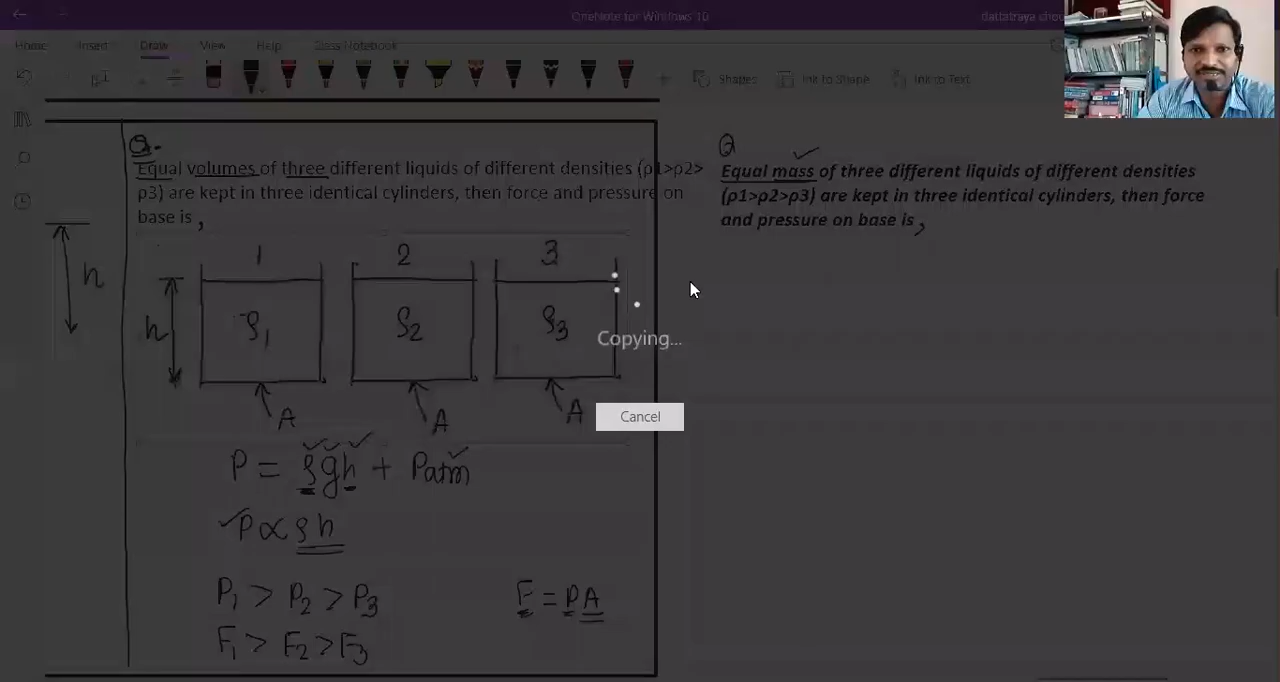 OneNote for Windows 10
dattatraya chou
Home Insert Draw View Help Class Notebook
Shapes Ink to Shape Ink to Text
Q.
Equal volumes of three different liquids of different densities (ρ1>ρ2>
ρ3) are kept in three identical cylinders, then force and pressure on
base is ,
h
1 2 3
h ρ1 ρ2 ρ3
A A A
P = ρgh + Patm
P ∝ ρh
P1 > P2 > P3
F = PA
F1 > F2 > F3
Q
Equal mass of three different liquids of different densities
(ρ1>ρ2>ρ3) are kept in three identical cylinders, then force
and pressure on base is ,
Copying...
Cancel